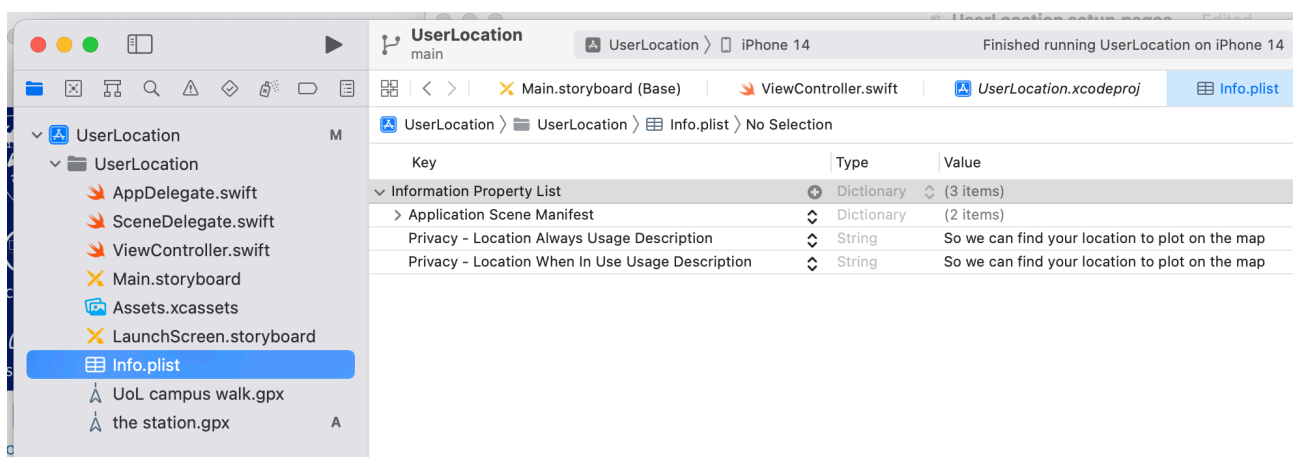 UserLocation setup pages — Edited
UserLocation
main
UserLocation 〉 iPhone 14
Finished running UserLocation on iPhone 14
Main.storyboard (Base)
ViewController.swift
UserLocation.xcodeproj
Info.plist
UserLocation 〉 UserLocation 〉 Info.plist 〉 No Selection
UserLocation M
UserLocation
AppDelegate.swift
SceneDelegate.swift
ViewController.swift
Main.storyboard
Assets.xcassets
LaunchScreen.storyboard
Info.plist
UoL campus walk.gpx
the station.gpx A
Key Type Value
Information Property List Dictionary (3 items)
Application Scene Manifest Dictionary (2 items)
Privacy - Location Always Usage Description String So we can find your location to plot on the map
Privacy - Location When In Use Usage Description String So we can find your location to plot on the map